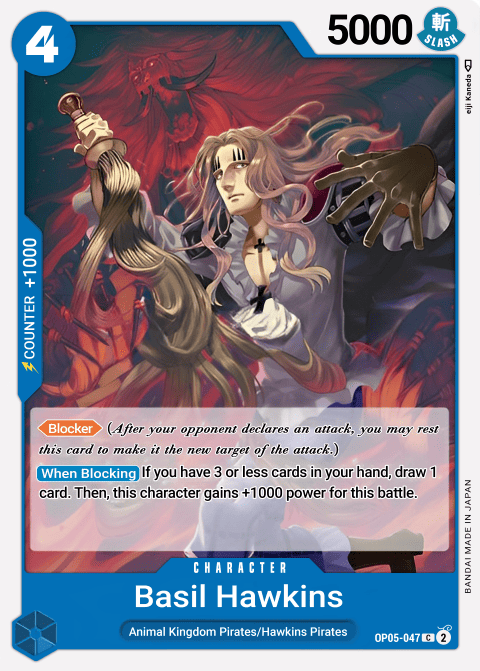 4
5000
斬
SLASH
eiji Kaneda
COUNTER +1000
Blocker (After your opponent declares an attack, you may rest
this card to make it the new target of the attack.)
When Blocking If you have 3 or less cards in your hand, draw 1
card. Then, this character gains +1000 power for this battle.
BANDAI MADE IN JAPAN
CHARACTER
Basil Hawkins
Animal Kingdom Pirates/Hawkins Pirates
OP05-047 C 2